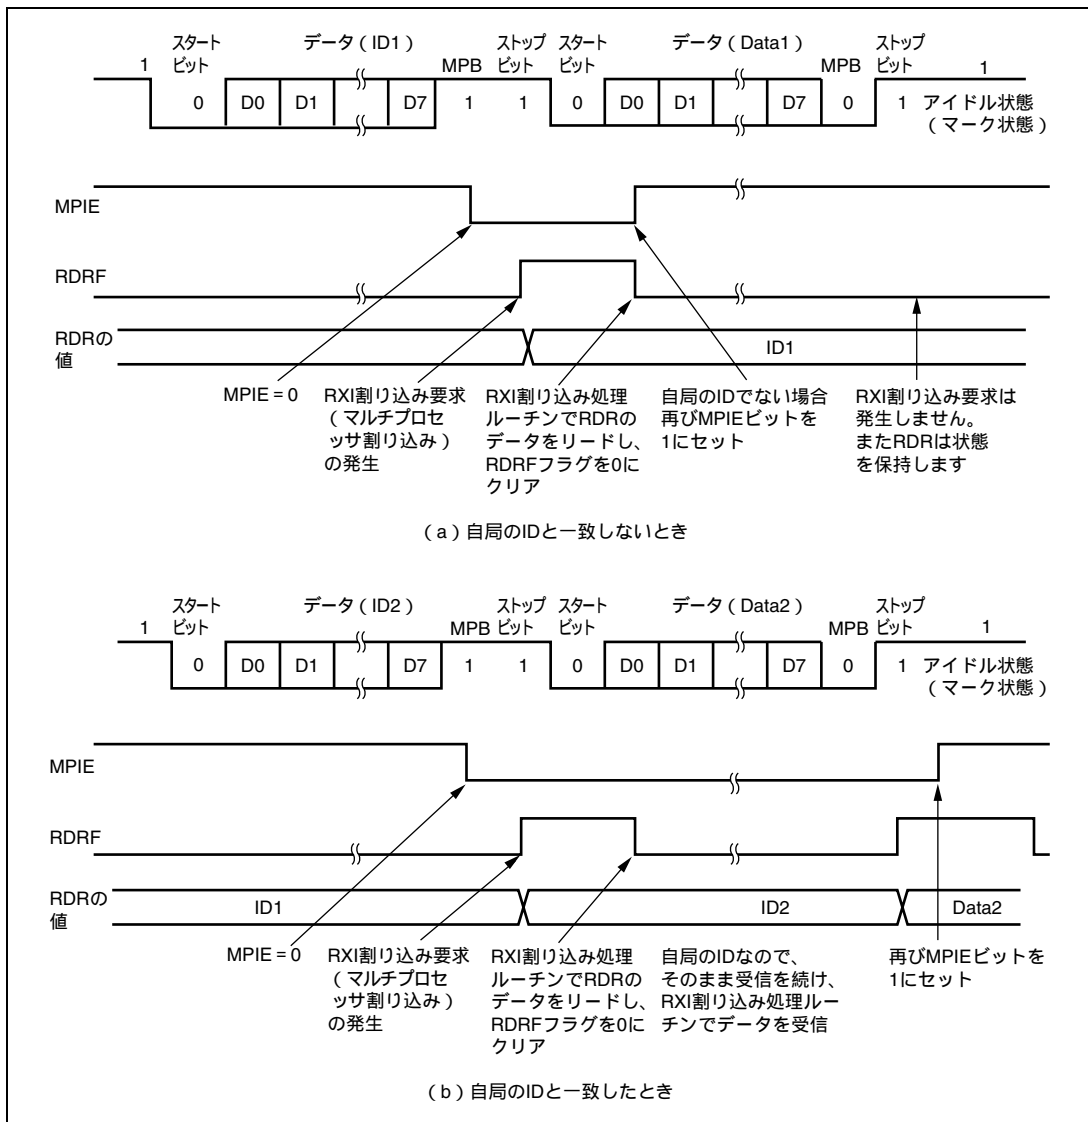 スタート データ（ID1） ストップ スタート データ（Data1） ストップ
1 ビット MPB ビット ビット MPB ビット 1
0 D0 D1 D7 1 1 0 D0 D1 D7 0 1 アイドル状態
（マーク状態）
MPIE
RDRF
RDRの
値
ID1
MPIE = 0
RXI割り込み要求
（マルチプロセ
ッサ割り込み）
の発生
RXI割り込み処理
ルーチンでRDRの
データをリードし、
RDRFフラグを0に
クリア
自局のIDでない場合
再びMPIEビットを
1にセット
RXI割り込み要求は
発生しません。
またRDRは状態
を保持します
（a）自局のIDと一致しないとき
スタート データ（ID2） ストップ スタート データ（Data2） ストップ
1 ビット MPB ビット ビット MPB ビット 1
0 D0 D1 D7 1 1 0 D0 D1 D7 0 1 アイドル状態
（マーク状態）
MPIE
RDRF
RDRの
値
ID1 ID2 Data2
MPIE = 0
RXI割り込み要求
（マルチプロセ
ッサ割り込み）
の発生
RXI割り込み処理
ルーチンでRDRの
データをリードし、
RDRFフラグを0に
クリア
自局のIDなので、
そのまま受信を続け、
RXI割り込み処理ルー
チンでデータを受信
再びMPIEビットを
1にセット
（b）自局のIDと一致したとき